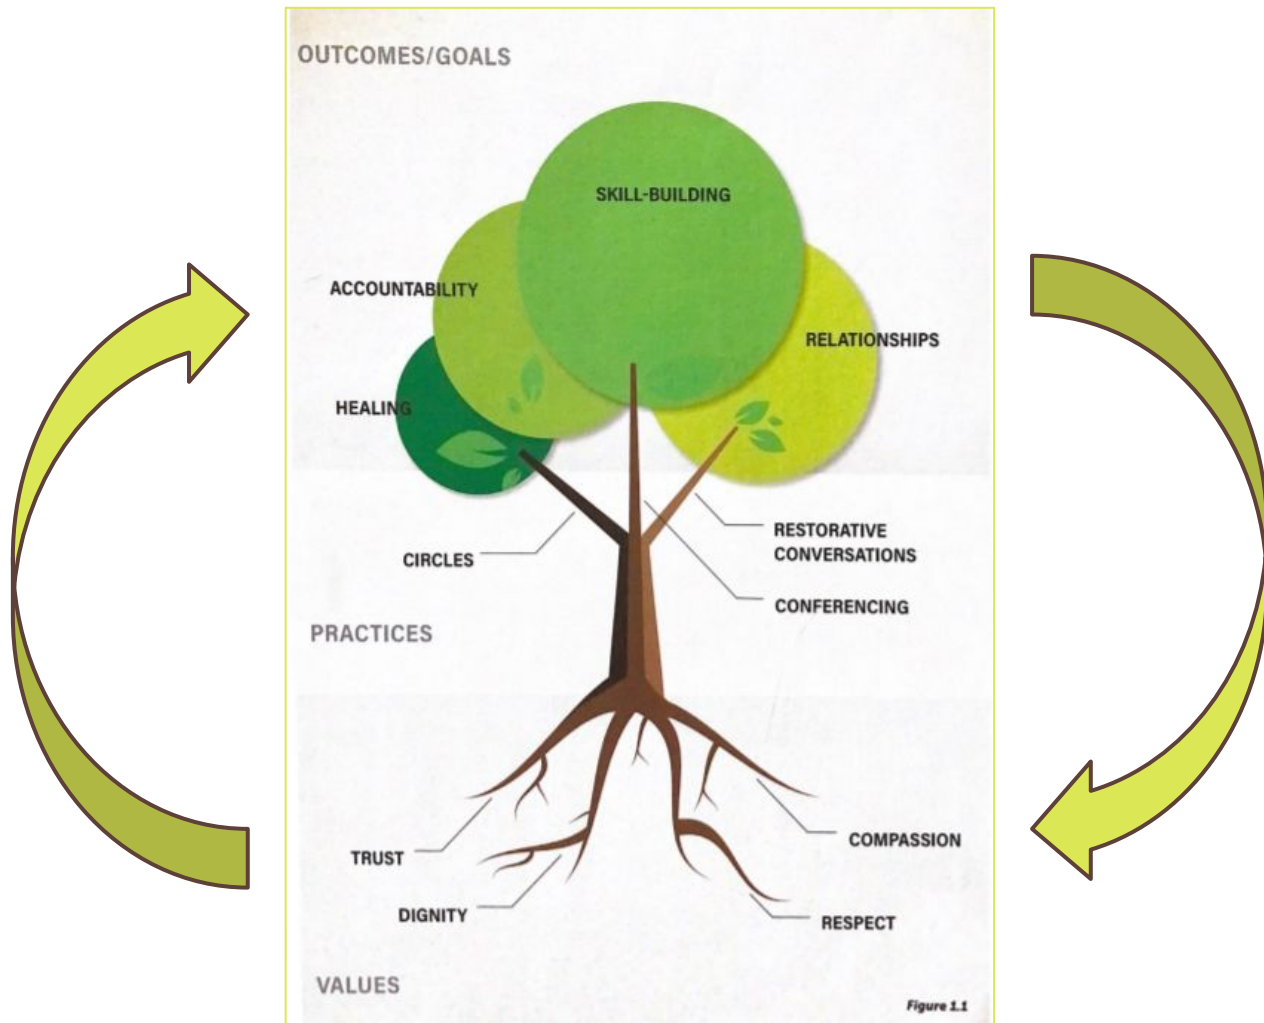 OUTCOMES/GOALS
SKILL-BUILDING
ACCOUNTABILITY
RELATIONSHIPS
HEALING
RESTORATIVE
CONVERSATIONS
CIRCLES
CONFERENCING
PRACTICES
COMPASSION
TRUST
DIGNITY
RESPECT
VALUES
Figure 1.1